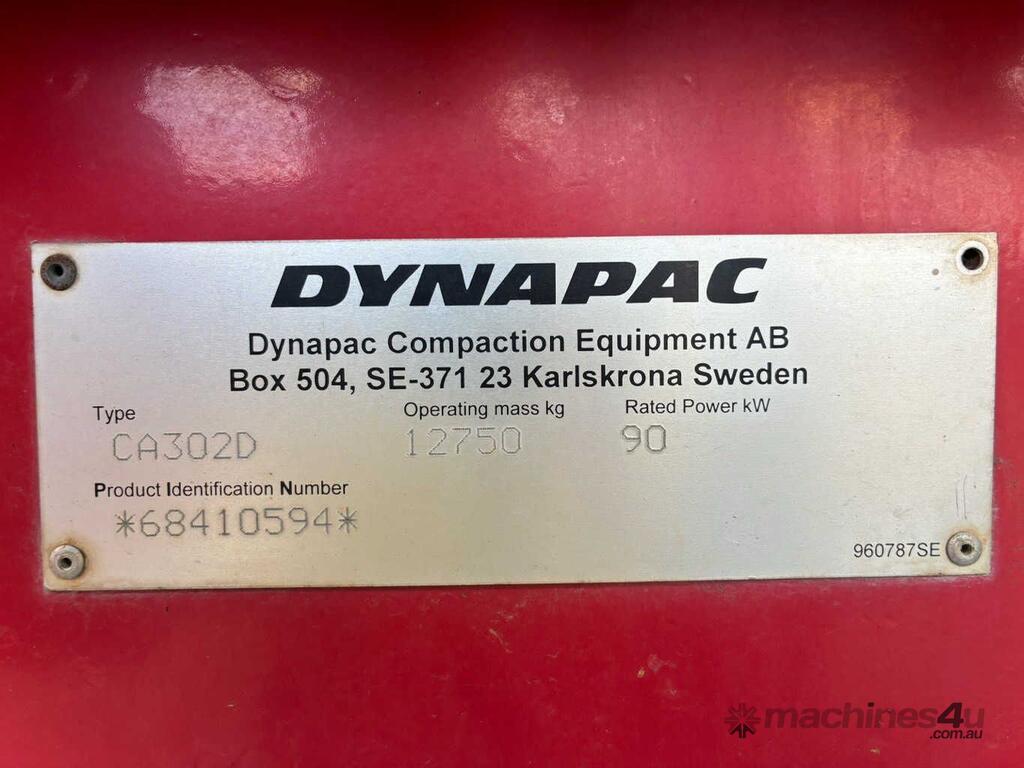 DYNAPAC
Dynapac Compaction Equipment AB
Box 504, SE-371 23 Karlskrona Sweden
Type Operating mass kg Rated Power kW
CA302D 12750 90
Product Identification Number
*68410594*
960787SE
machines4u
.com.au